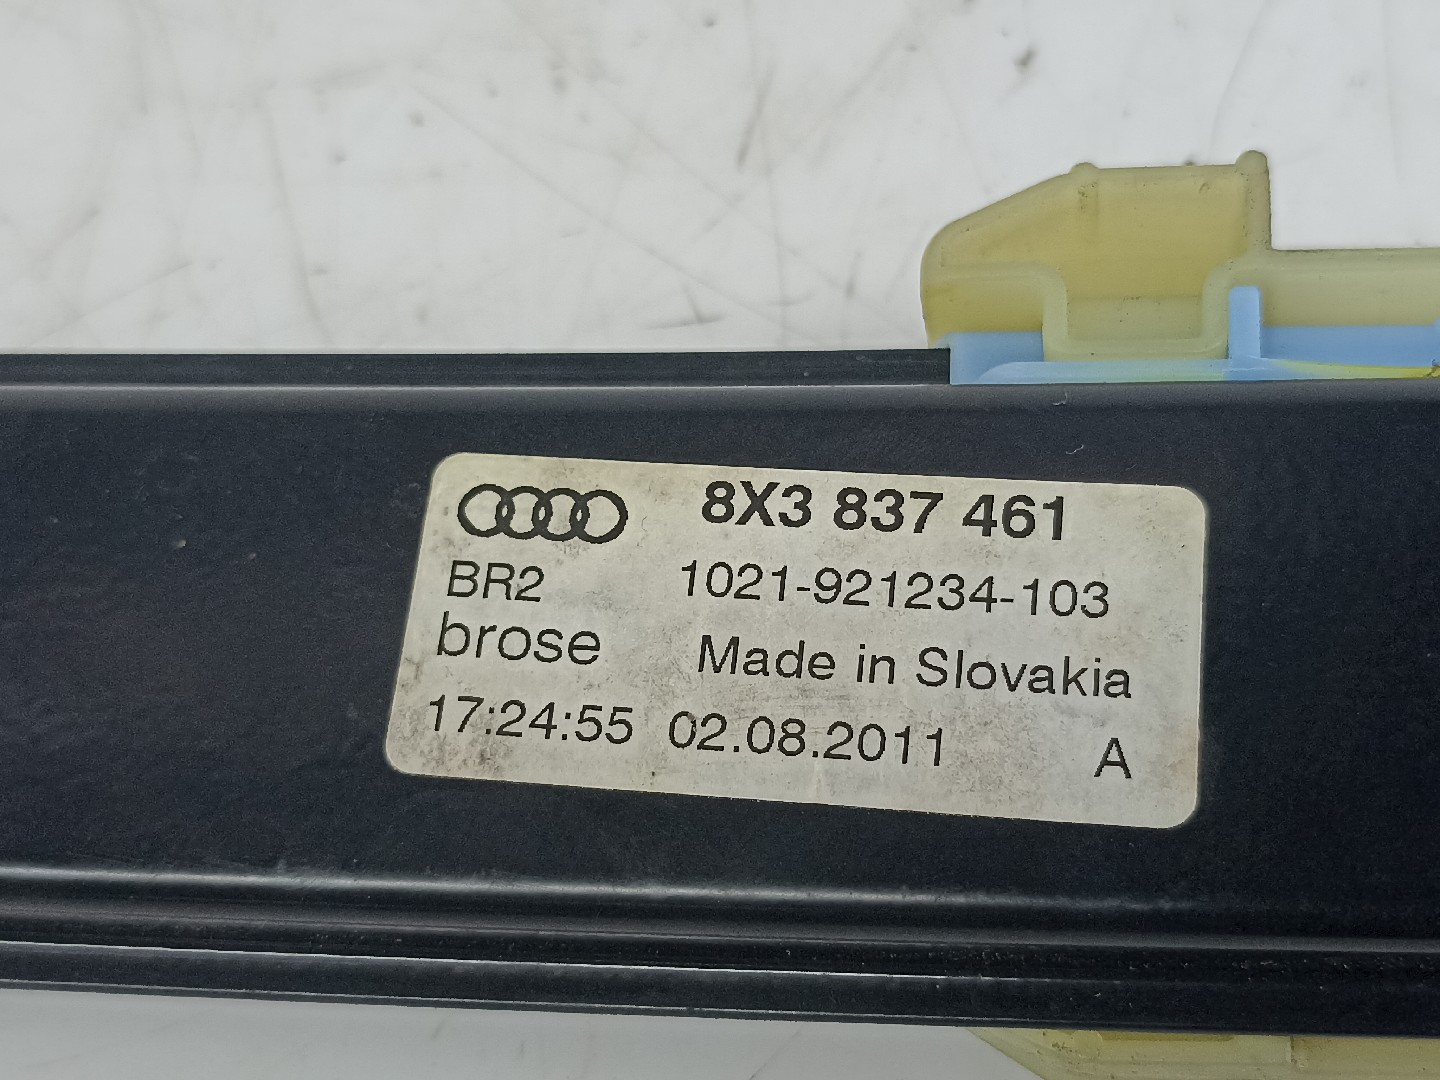 8X3 837 461
BR2 1021-921234-103
brose Made in Slovakia
17:24:55 02.08.2011 A